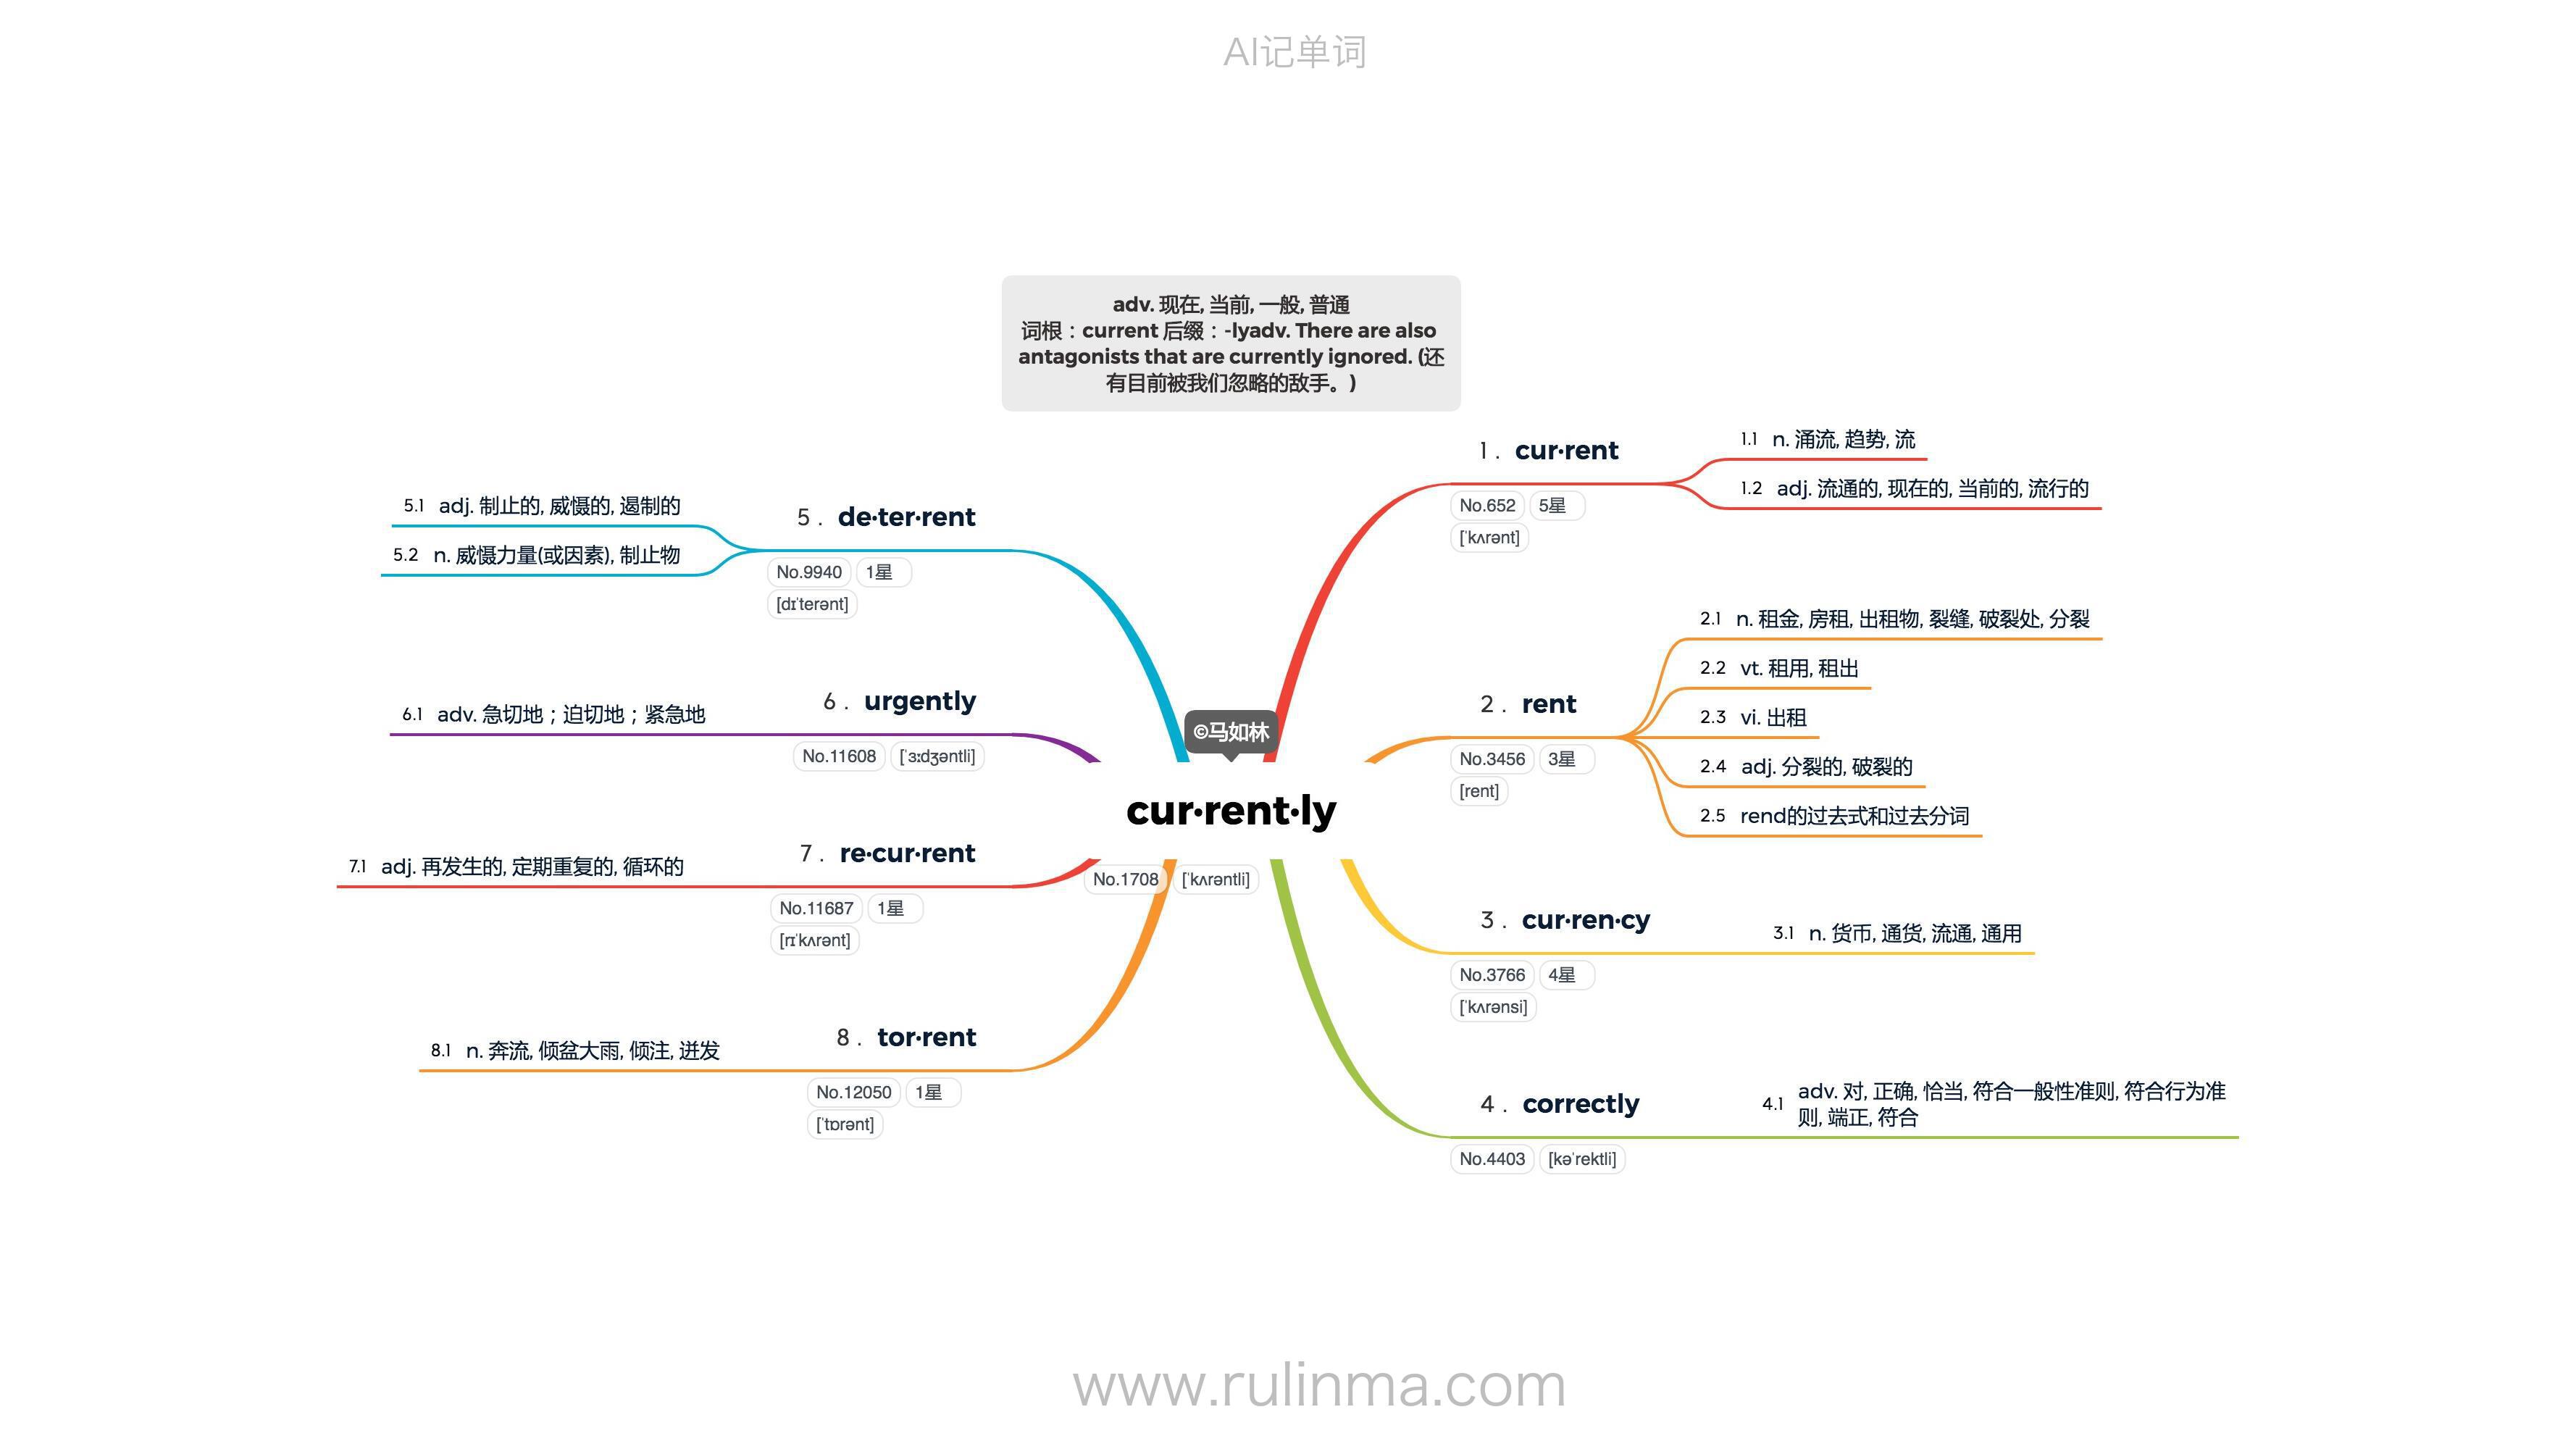 AI记单词
adv. 现在, 当前, 一般, 普通
词根：current 后缀：-lyadv. There are also
antagonists that are currently ignored. (还
有目前被我们忽略的敌手。)
©马如林
cur·rent·ly
No.1708 [ˈkʌrəntli]
1. cur·rent
No.652 5星
[ˈkʌrənt]
1.1 n. 涌流, 趋势, 流
1.2 adj. 流通的, 现在的, 当前的, 流行的
2. rent
No.3456 3星
[rent]
2.1 n. 租金, 房租, 出租物, 裂缝, 破裂处, 分裂
2.2 vt. 租用, 租出
2.3 vi. 出租
2.4 adj. 分裂的, 破裂的
2.5 rend的过去式和过去分词
3. cur·ren·cy
No.3766 4星
[ˈkʌrənsi]
3.1 n. 货币, 通货, 流通, 通用
4. correctly
No.4403 [kəˈrektli]
4.1 adv. 对, 正确, 恰当, 符合一般性准则, 符合行为准
则, 端正, 符合
5. de·ter·rent
No.9940 1星
[dɪˈterənt]
5.1 adj. 制止的, 威慑的, 遏制的
5.2 n. 威慑力量(或因素), 制止物
6. urgently
No.11608 [ˈɜːdʒəntli]
6.1 adv. 急切地；迫切地；紧急地
7. re·cur·rent
No.11687 1星
[rɪˈkʌrənt]
7.1 adj. 再发生的, 定期重复的, 循环的
8. tor·rent
No.12050 1星
[ˈtɒrənt]
8.1 n. 奔流, 倾盆大雨, 倾注, 迸发
www.rulinma.com